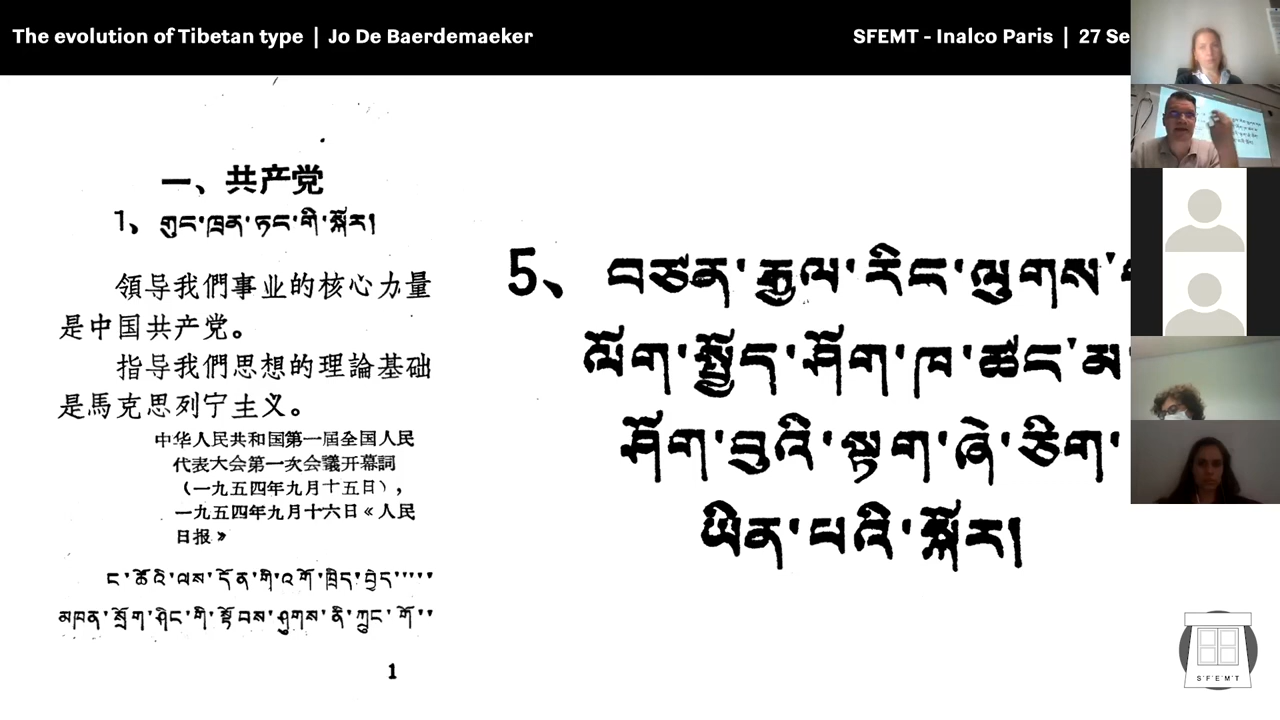 The evolution of Tibetan type | Jo De Baerdemaeker
SFEMT - Inalco Paris | 27 Se
一、共产党
1、 གུང་ཁྲན་ཏང་གི་སྐོར།
領导我們事业的核心力量
是中国共产党。
指导我們思想的理論基础
是馬克思列宁主义。
中华人民共和国第一届全国人民
代表大会第一次会議开幕詞
（一九五四年九月十五日），
一九五四年九月十六日《人民
日报》
ང་ཚོའི་ལས་དོན་གྱི་འགོ་ཁྲིད་བྱེད་་་་་
མཁན་སྲོག་ཤིང་གི་སྟོབས་ཤུགས་ནི་ཀྲུང་གོ་་
1
5、 བཙན་རྒྱལ་རིང་ལུགས་
ལོག་སྤྱོད་ཤོག་ཁ་ཚང་མ་
ཤོག་བུའི་སྟག་ཞེ་ཅིག་
ཡིན་པའི་སྐོར།
S·F·E·M·T